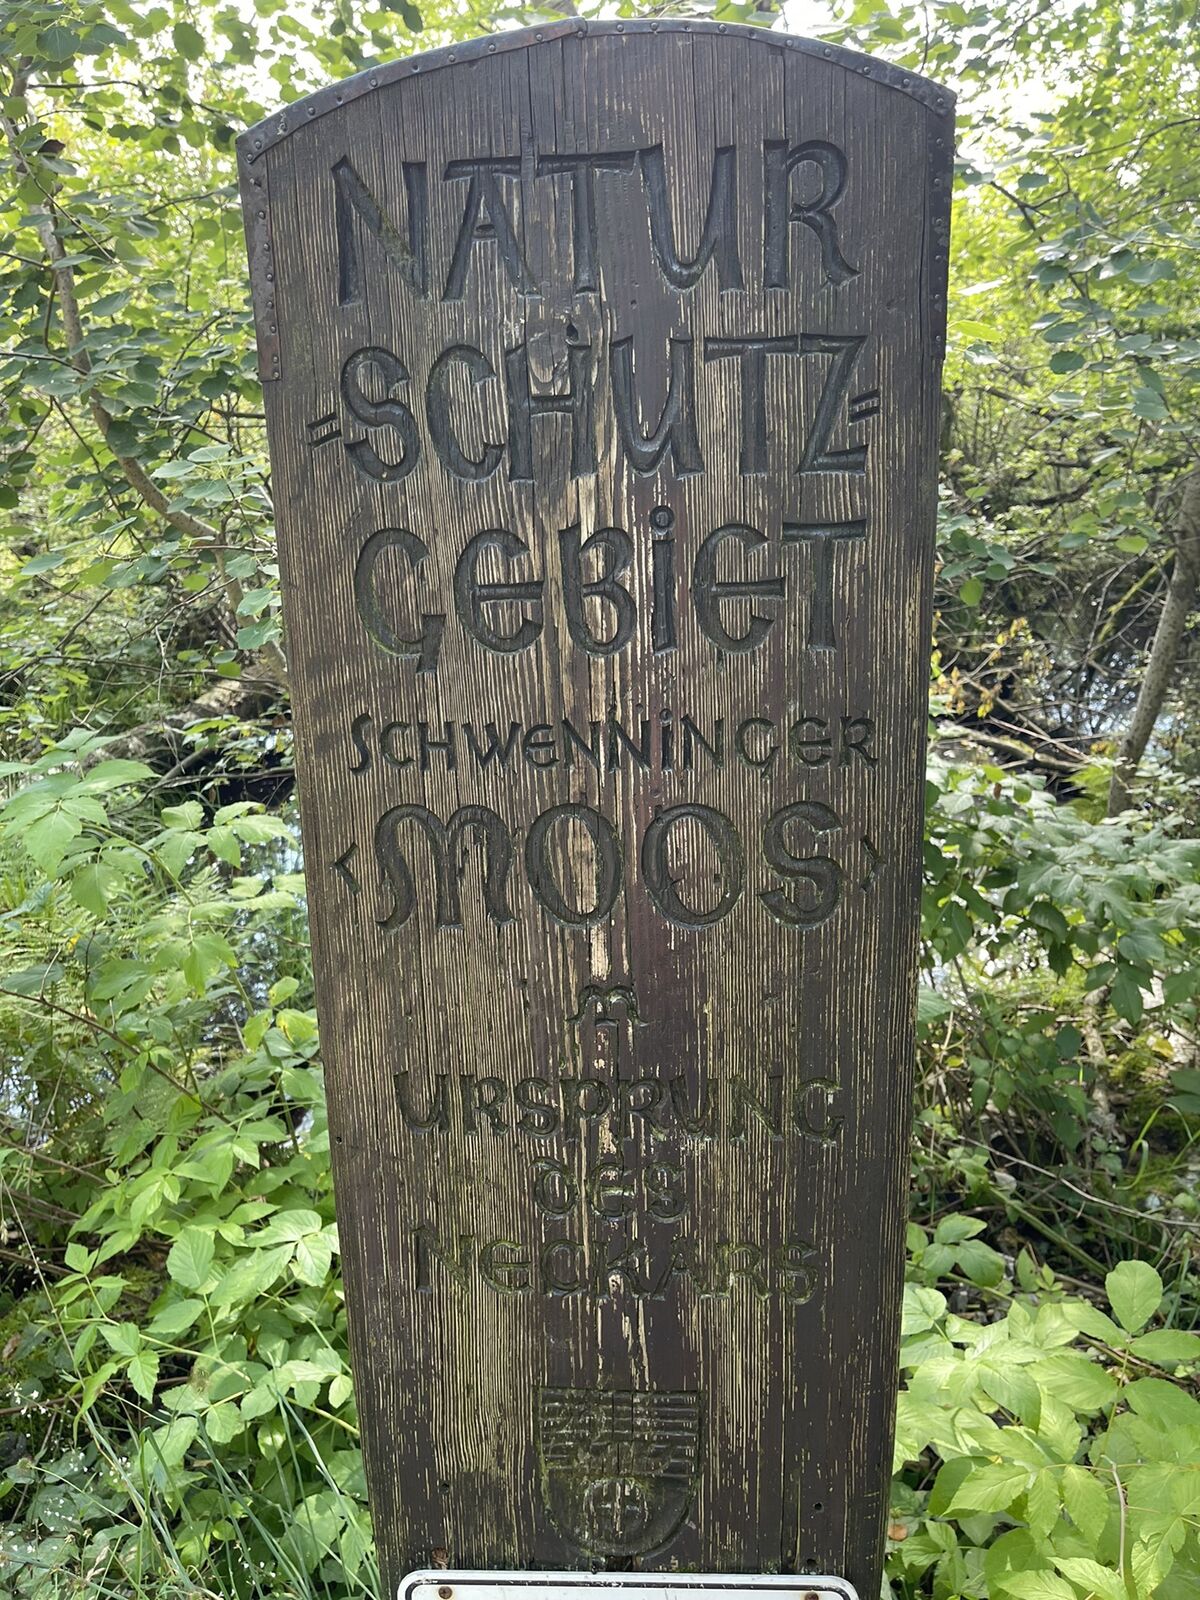 NATUR
=SCHUTZ=
GEBIET
SCHWENNINGER
‹MOOS›
URSPRUNG
DES
NECKARS